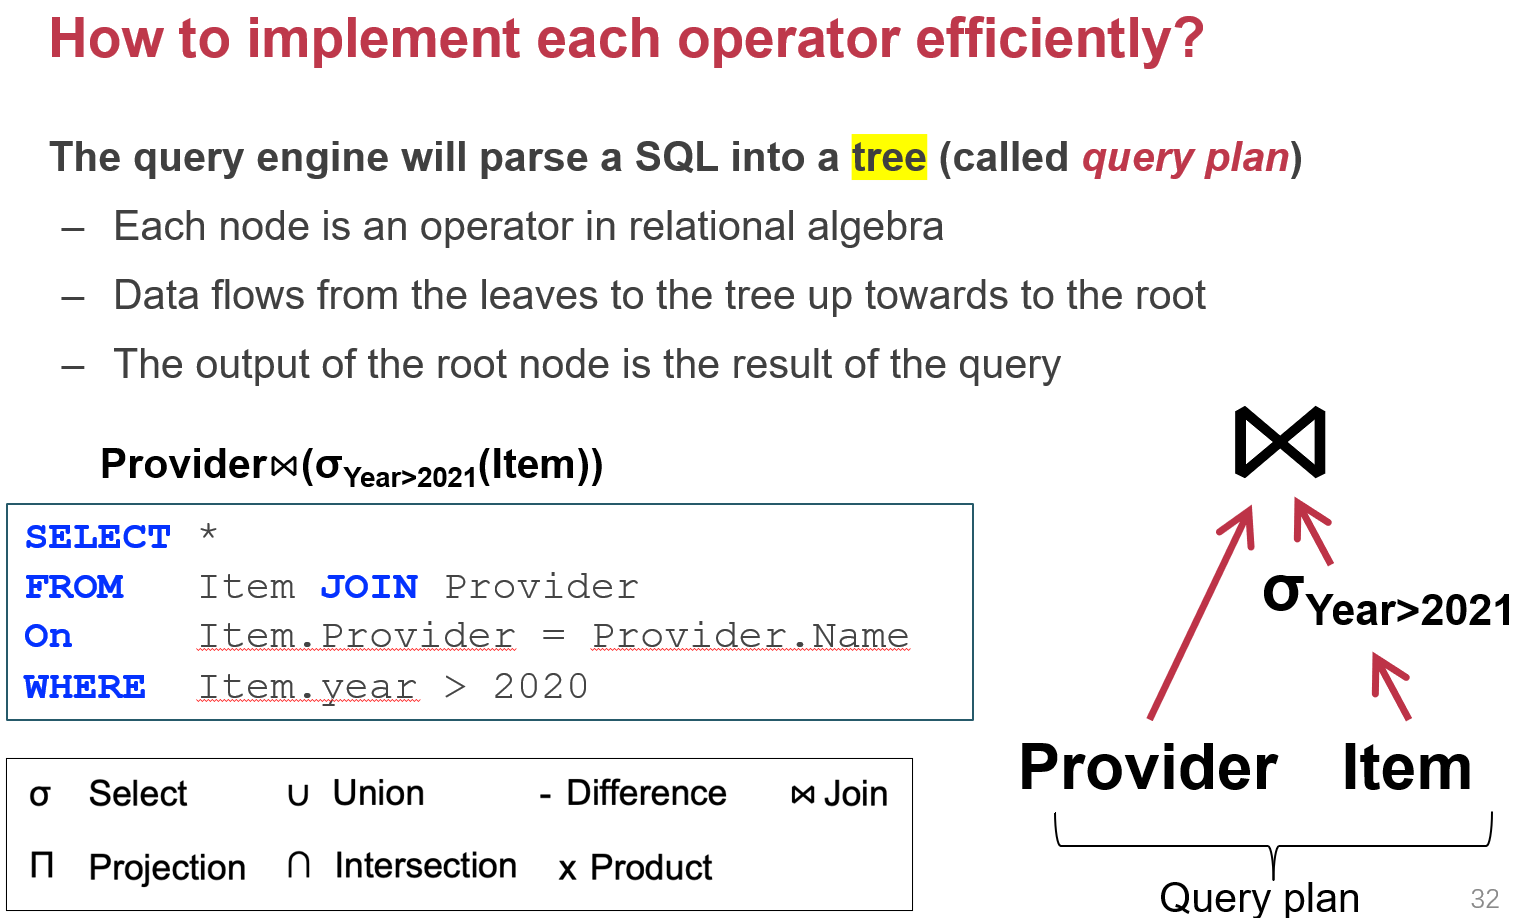 How to implement each operator efficiently?
The query engine will parse a SQL into a tree (called query plan)
– Each node is an operator in relational algebra
– Data flows from the leaves to the tree up towards to the root
– The output of the root node is the result of the query
Provider⋈(σYear>2021(Item))
SELECT *
FROM Item JOIN Provider
On Item.Provider = Provider.Name
WHERE Item.year > 2020
σ Select ∪ Union - Difference ⋈ Join
Π Projection ∩ Intersection x Product
⋈
σYear>2021
Provider Item
Query plan
32